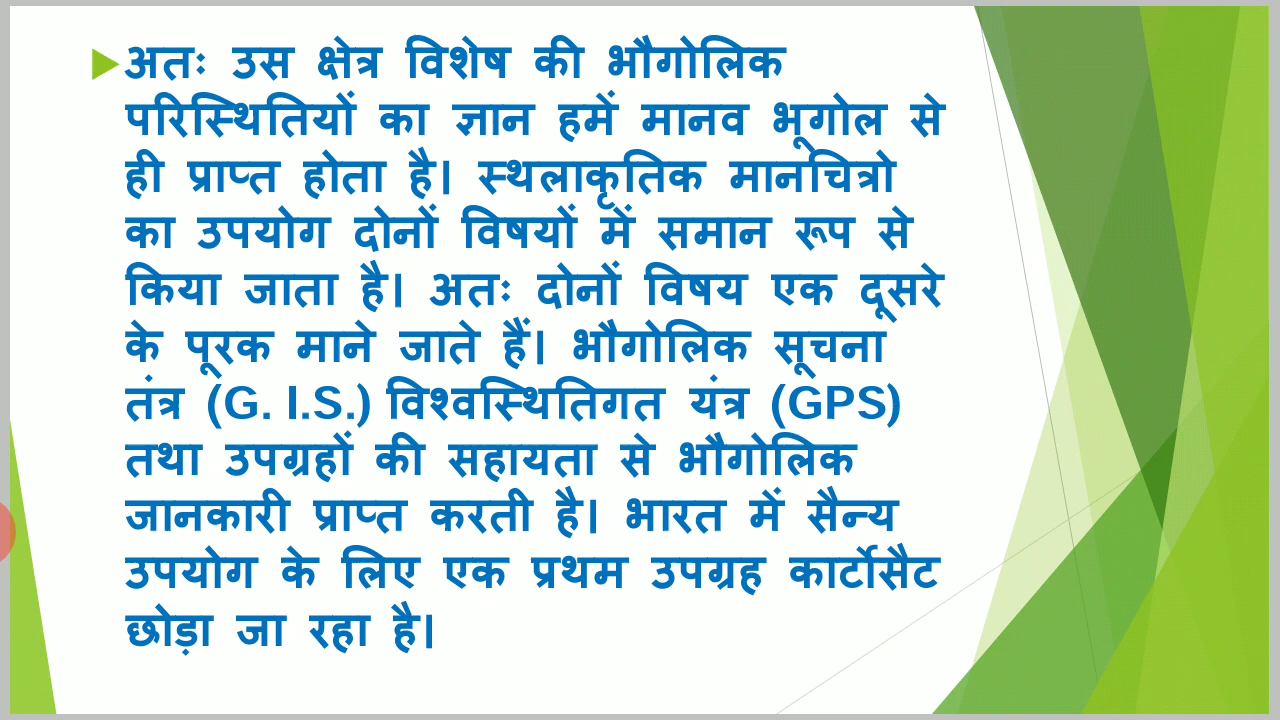 अतः उस क्षेत्र विशेष की भौगोलिक
परिस्थितियों का ज्ञान हमें मानव भूगोल से
ही प्राप्त होता है। स्थलाकृतिक मानचित्रो
का उपयोग दोनों विषयों में समान रूप से
किया जाता है। अतः दोनों विषय एक दूसरे
के पूरक माने जाते हैं। भौगोलिक सूचना
तंत्र (G. I.S.) विश्वस्थितिगत यंत्र (GPS)
तथा उपग्रहों की सहायता से भौगोलिक
जानकारी प्राप्त करती है। भारत में सैन्य
उपयोग के लिए एक प्रथम उपग्रह कार्टोसैट
छोड़ा जा रहा है।